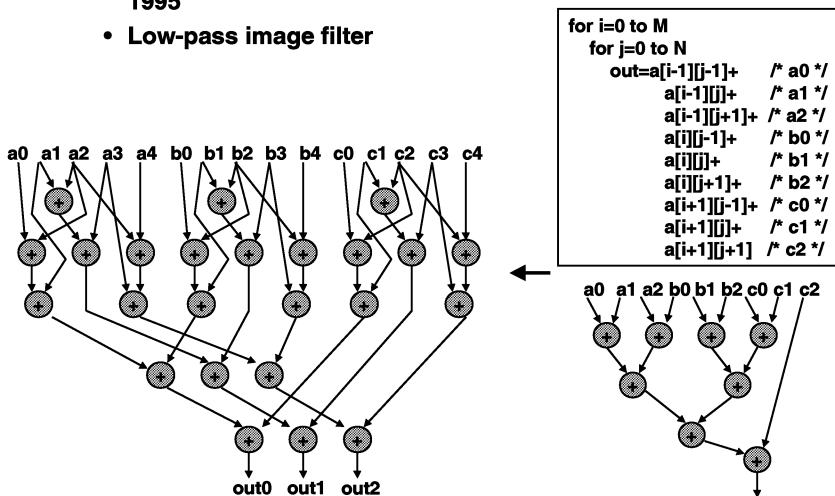 1995
• Low-pass image filter
for i=0 to M
for j=0 to N
out=a[i-1][j-1]+ /* a0 */
a[i-1][j]+ /* a1 */
a[i-1][j+1]+ /* a2 */
a[i][j-1]+ /* b0 */
a[i][j]+ /* b1 */
a[i][j+1]+ /* b2 */
a[i+1][j-1]+ /* c0 */
a[i+1][j]+ /* c1 */
a[i+1][j+1] /* c2 */
a0 a1 a2 a3 a4 b0 b1 b2 b3 b4 c0 c1 c2 c3 c4
+ + +
+ + + + + + + + +
+ + + + + +
+ + +
+ + +
out0 out1 out2
a0 a1 a2 b0 b1 b2 c0 c1 c2
+ + + +
+ +
+
+